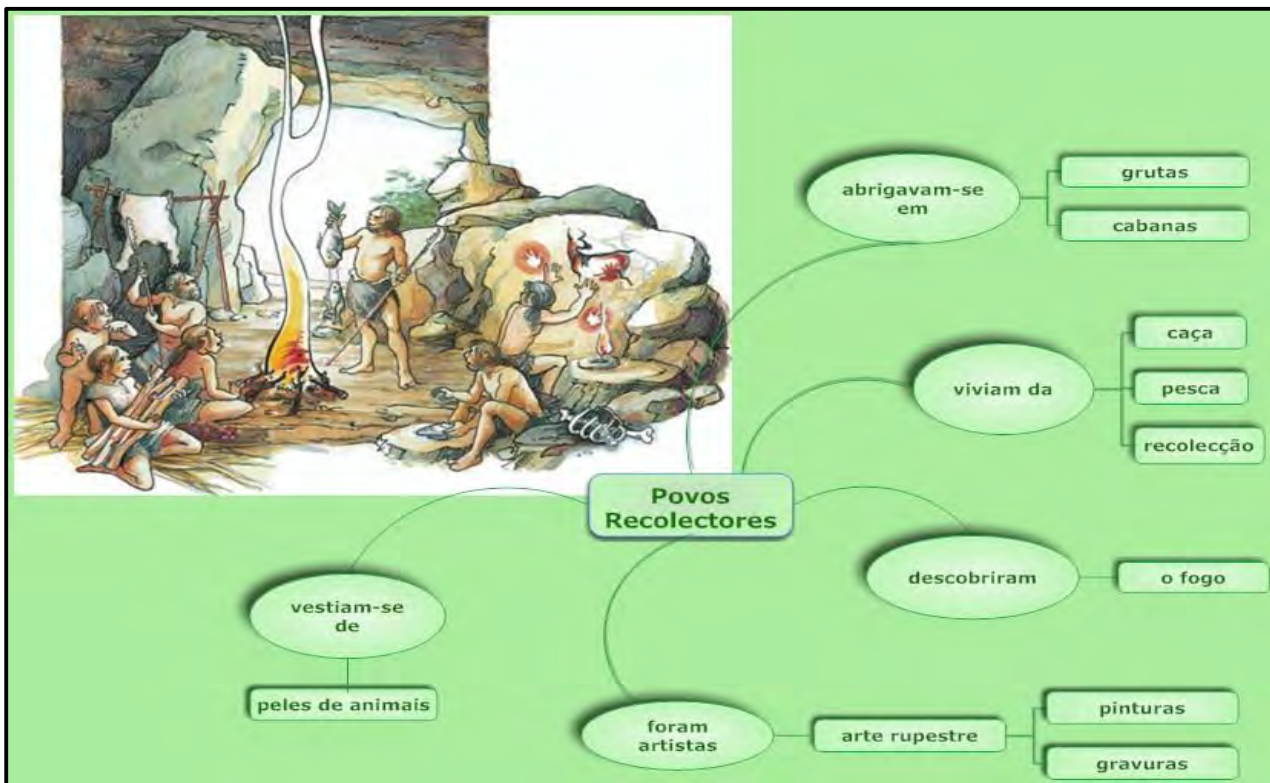 abrigavam-se
em
grutas
cabanas
viviam da
caça
pesca
recolecção
Povos
Recolectores
descobriram
o fogo
vestiam-se
de
peles de animais
foram
artistas
arte rupestre
pinturas
gravuras